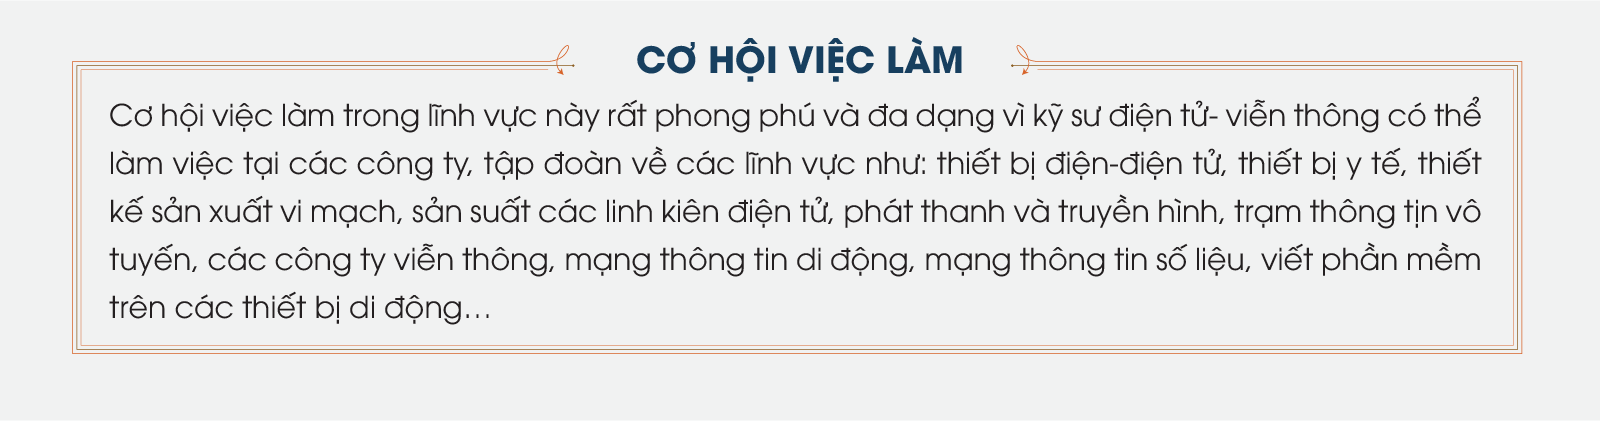 CƠ HỘI VIỆC LÀM
Cơ hội việc làm trong lĩnh vực này rất phong phú và đa dạng vì kỹ sư điện tử- viễn thông có thể
làm việc tại các công ty, tập đoàn về các lĩnh vực như: thiết bị điện-điện tử, thiết bị y tế, thiết
kế sản xuất vi mạch, sản suất các linh kiên điện tử, phát thanh và truyền hình, trạm thông tịn vô
tuyến, các công ty viễn thông, mạng thông tin di động, mạng thông tin số liệu, viết phần mềm
trên các thiết bị di động...